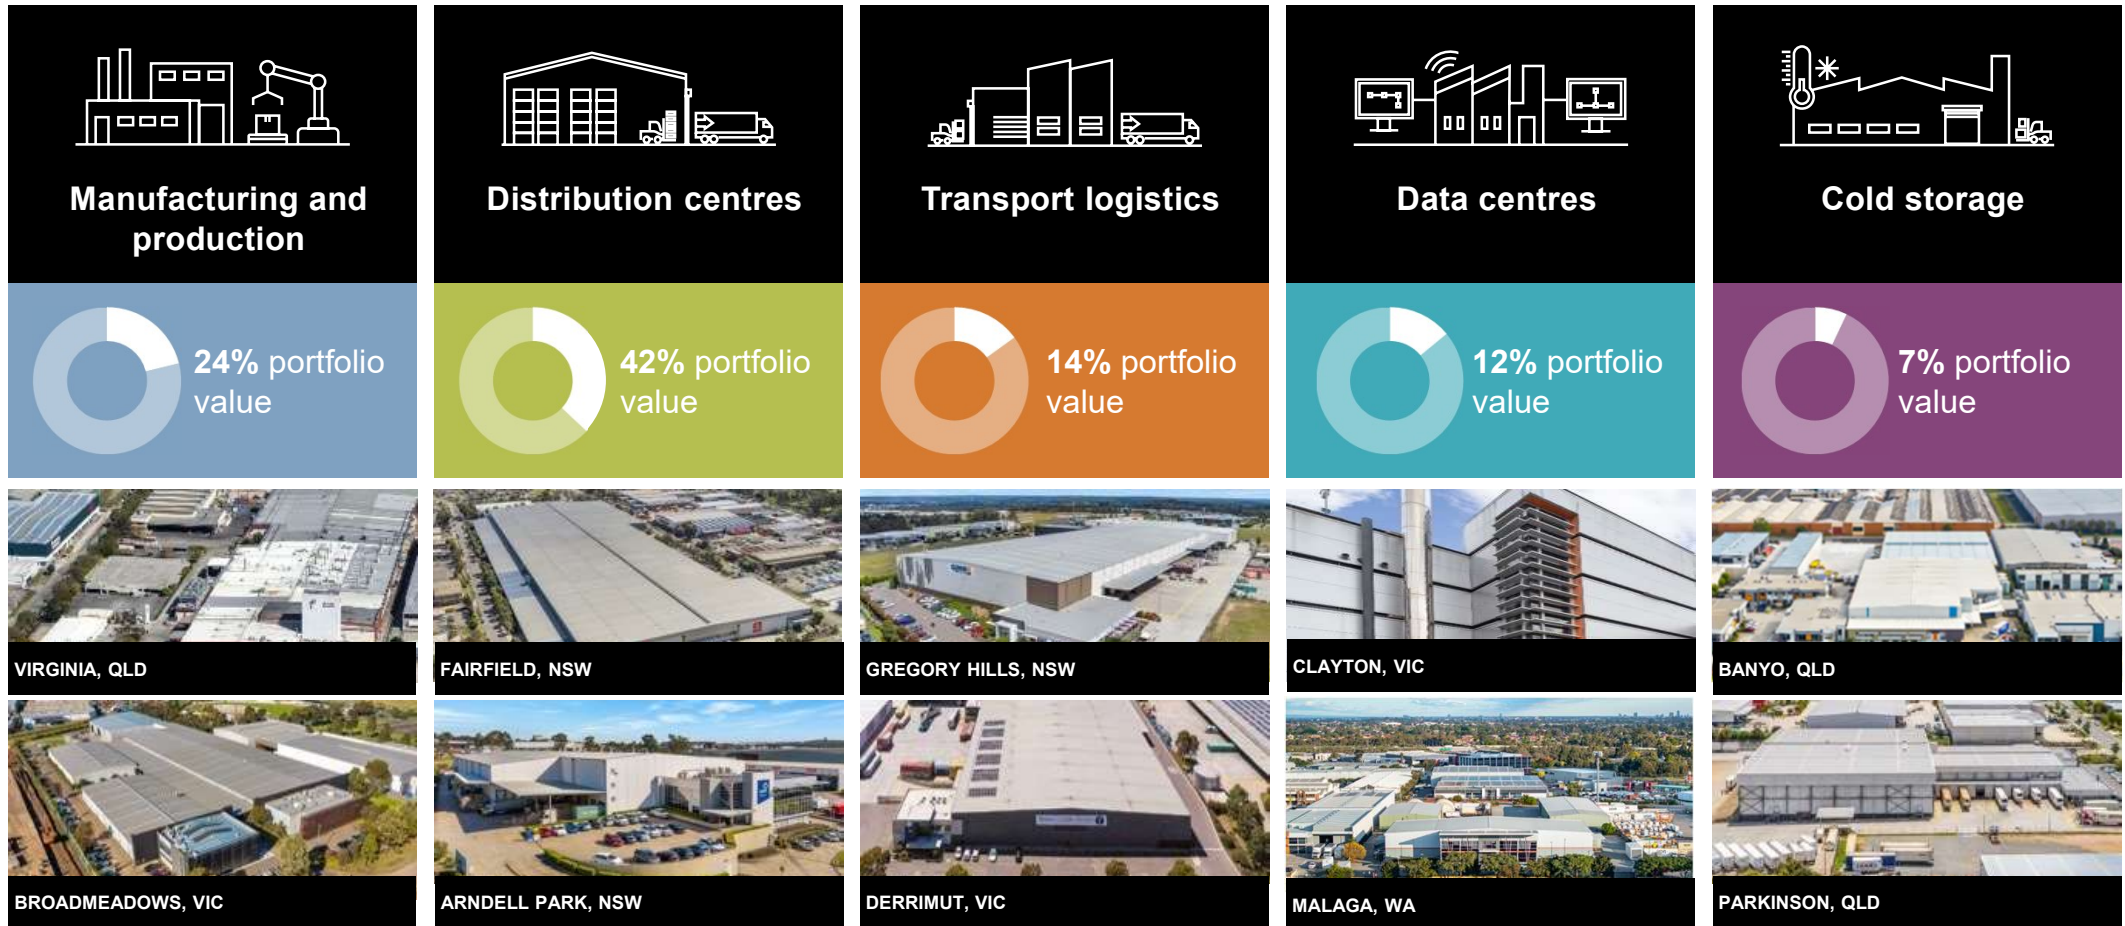 Manufacturing and
production
Distribution centres
Transport logistics
Data centres
Cold storage
24% portfolio
value
42% portfolio
value
14% portfolio
value
12% portfolio
value
7% portfolio
value
VIRGINIA, QLD
FAIRFIELD, NSW
GREGORY HILLS, NSW
CLAYTON, VIC
BANYO, QLD
BROADMEADOWS, VIC
ARNDELL PARK, NSW
DERRIMUT, VIC
MALAGA, WA
PARKINSON, QLD